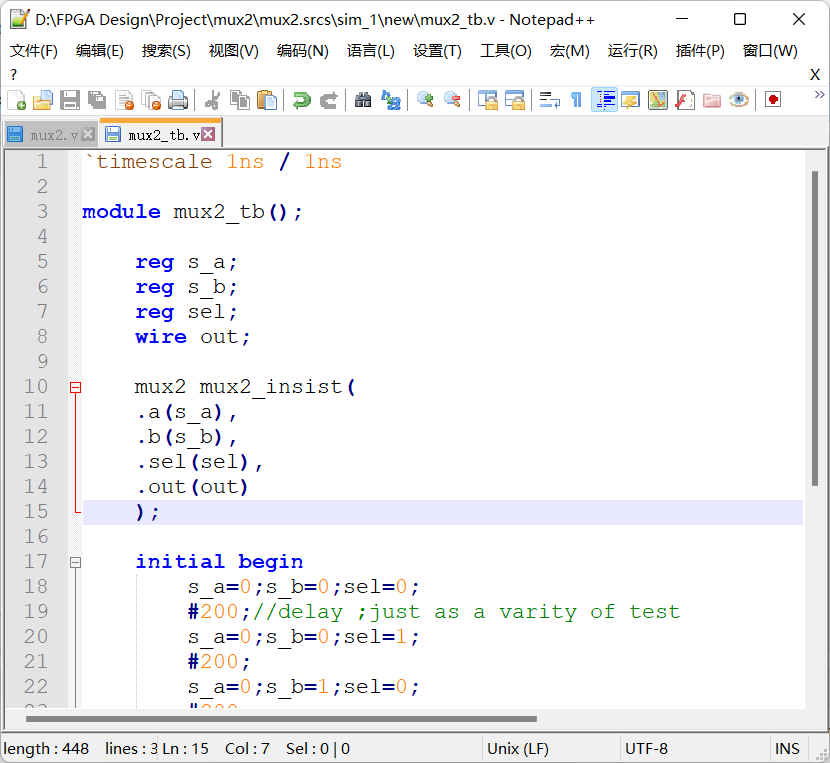 D:\FPGA Design\Project\mux2\mux2.srcs\sim_1\new\mux2_tb.v - Notepad++
文件(F) 编辑(E) 搜索(S) 视图(V) 编码(N) 语言(L) 设置(T) 工具(O) 宏(M) 运行(R) 插件(P) 窗口(W)
? X
mux2.v mux2_tb.v
1 `timescale 1ns / 1ns
2
3 module mux2_tb();
4
5 reg s_a;
6 reg s_b;
7 reg sel;
8 wire out;
9
10 mux2 mux2_insist(
11 .a(s_a),
12 .b(s_b),
13 .sel(sel),
14 .out(out)
15 );
16
17 initial begin
18 s_a=0;s_b=0;sel=0;
19 #200;//delay ;just as a varity of test
20 s_a=0;s_b=0;sel=1;
21 #200;
22 s_a=0;s_b=1;sel=0;
length : 448 lines : 3 Ln : 15 Col : 7 Sel : 0 | 0 Unix (LF) UTF-8 INS